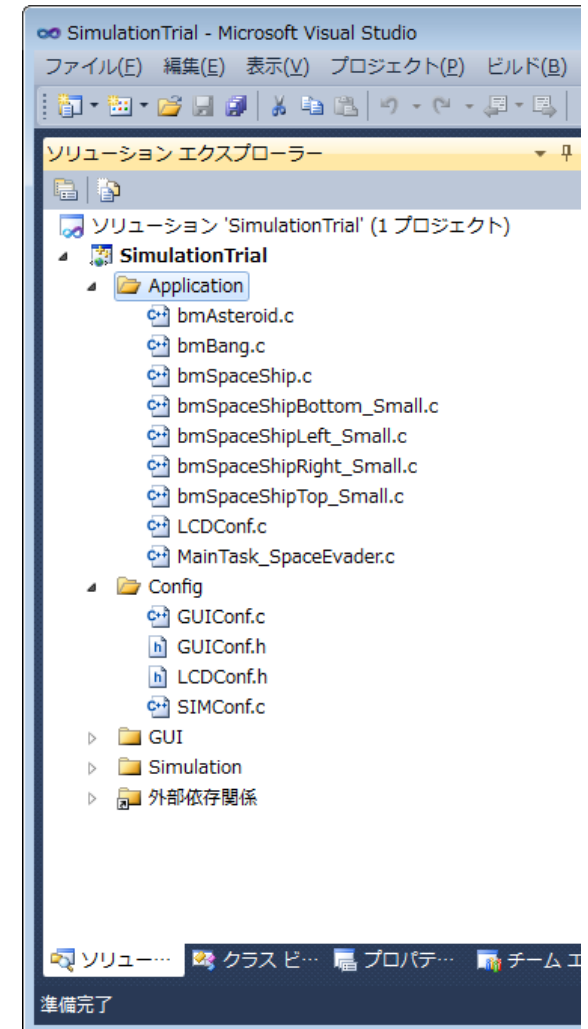 SimulationTrial - Microsoft Visual Studio
ファイル(F) 編集(E) 表示(V) プロジェクト(P) ビルド(B)
ソリューション エクスプローラー
ソリューション 'SimulationTrial' (1 プロジェクト)
SimulationTrial
Application
bmAsteroid.c
bmBang.c
bmSpaceShip.c
bmSpaceShipBottom_Small.c
bmSpaceShipLeft_Small.c
bmSpaceShipRight_Small.c
bmSpaceShipTop_Small.c
LCDConf.c
MainTask_SpaceEvader.c
Config
GUIConf.c
GUIConf.h
LCDConf.h
SIMConf.c
GUI
Simulation
外部依存関係
ソリュー… クラス ビ… プロパテ… チーム エ
準備完了